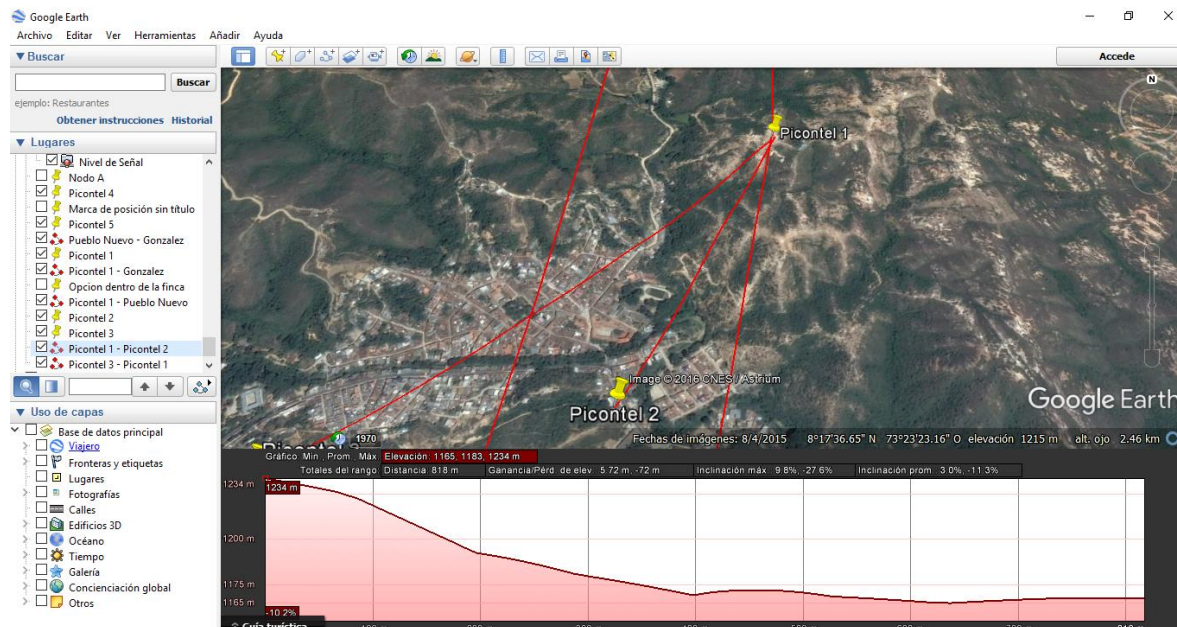 Google Earth
Archivo Editar Ver Herramientas Añadir Ayuda
Buscar
Accede
Buscar
ejemplo: Restaurantes
Obtener instrucciones Historial
Lugares
Nivel de Señal
Nodo A
Picontel 4
Marca de posición sin título
Picontel 5
Pueblo Nuevo - Gonzalez
Picontel 1
Picontel 1 - Gonzalez
Opcion dentro de la finca
Picontel 1 - Pueblo Nuevo
Picontel 2
Picontel 3
Picontel 1 - Picontel 2
Picontel 3 - Picontel 1
Uso de capas
Base de datos principal
Viajero
Fronteras y etiquetas
Lugares
Fotografías
Calles
Edificios 3D
Océano
Tiempo
Galería
Concienciación global
Otros
N
Picontel 1
Image © 2016 CNES / Astrium
Picontel 2
Google Earth
1970
Fechas de imágenes: 8/4/2015 8°17'36.65" N 73°23'23.16" O elevación 1215 m alt. ojo 2.46 km
Gráfico: Mín., Prom., Máx. Elevación: 1165, 1183, 1234 m
Totales del rango: Distancia: 818 m Ganancia/Pérd. de elev.: 5.72 m, -72 m Inclinación máx.: 9.8%, -27.6% Inclinación prom.: 3.0%, -11.3%
1234 m
1234 m
1200 m
1175 m
1165 m
-10.2%
Guía turística